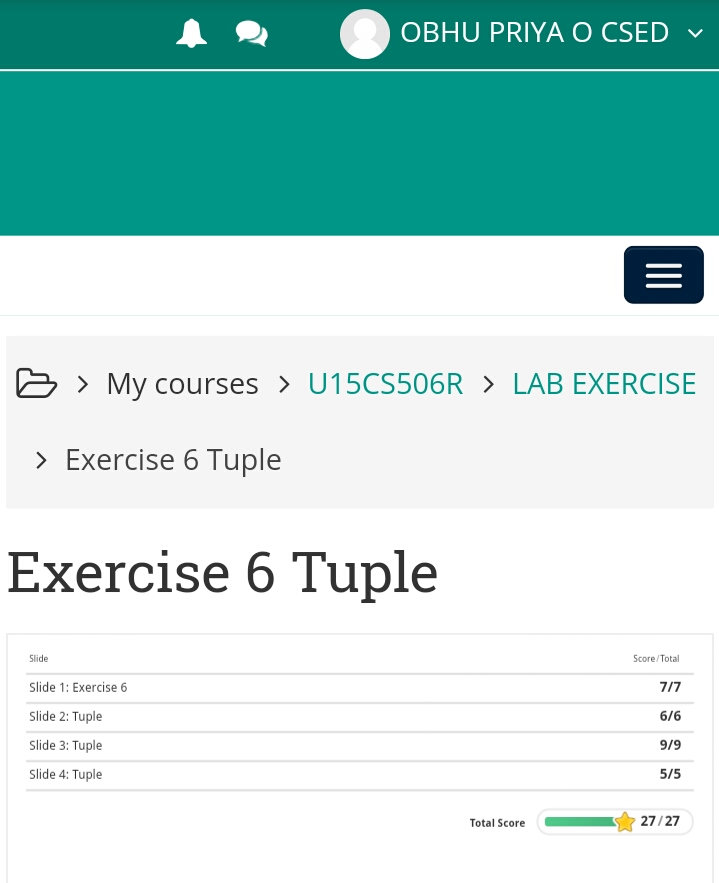 OBHU PRIYA O CSED
My courses > U15CS506R > LAB EXERCISE
> Exercise 6 Tuple
Exercise 6 Tuple
Slide Score/Total
Slide 1: Exercise 6 7/7
Slide 2: Tuple 6/6
Slide 3: Tuple 9/9
Slide 4: Tuple 5/5
Total Score 27/27